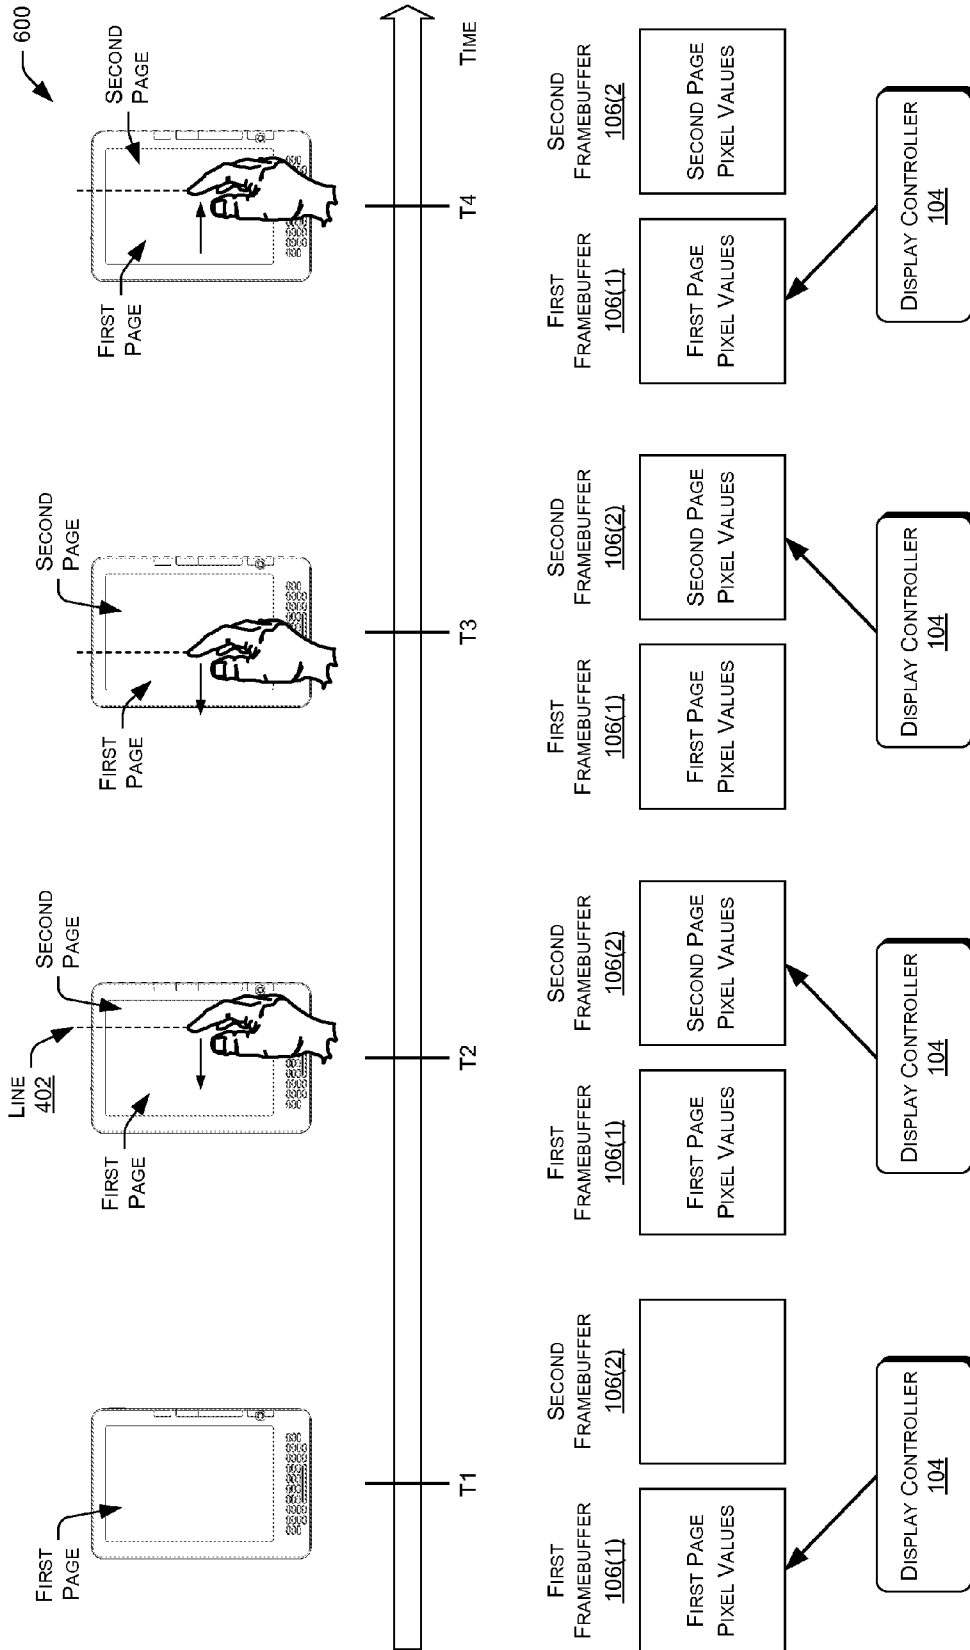 600
FIRST
PAGE
FIRST
PAGE
LINE
402
SECOND
PAGE
FIRST
PAGE
SECOND
PAGE
FIRST
PAGE
SECOND
PAGE
T1
T2
T3
T4
TIME
FIRST
FRAMEBUFFER
106(1)
SECOND
FRAMEBUFFER
106(2)
FIRST
FRAMEBUFFER
106(1)
SECOND
FRAMEBUFFER
106(2)
FIRST
FRAMEBUFFER
106(1)
SECOND
FRAMEBUFFER
106(2)
FIRST
FRAMEBUFFER
106(1)
SECOND
FRAMEBUFFER
106(2
FIRST PAGE
PIXEL VALUES
FIRST PAGE
PIXEL VALUES
SECOND PAGE
PIXEL VALUES
FIRST PAGE
PIXEL VALUES
SECOND PAGE
PIXEL VALUES
FIRST PAGE
PIXEL VALUES
SECOND PAGE
PIXEL VALUES
DISPLAY CONTROLLER
104
DISPLAY CONTROLLER
104
DISPLAY CONTROLLER
104
DISPLAY CONTROLLER
104